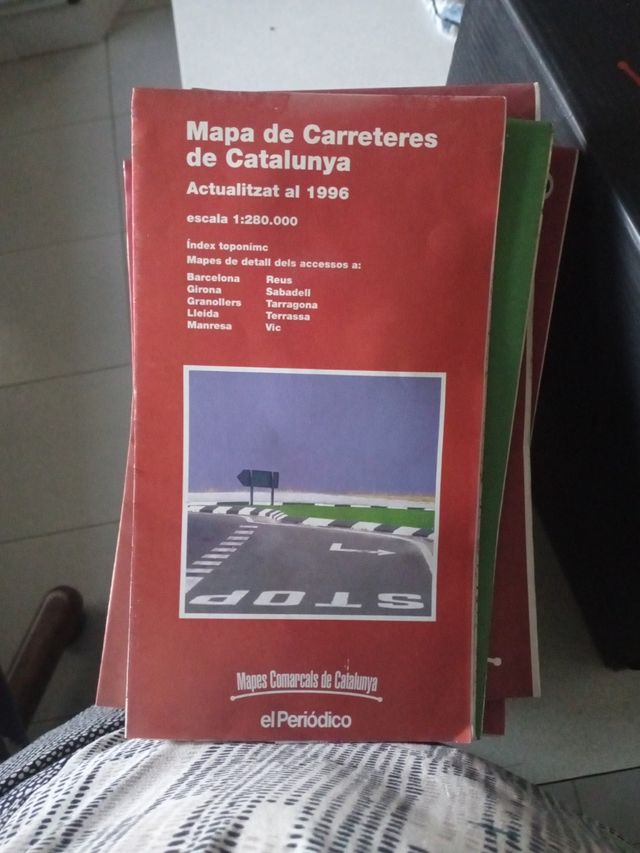 Mapa de Carreteres
de Catalunya
Actualitzat al 1996
escala 1:280.000
Índex toponímc
Mapes de detall dels accessos a:
Barcelona
Girona
Granollers
Lleida
Manresa
Reus
Sabadell
Tarragona
Terrassa
Vic
STOP
Mapes Comarcals de Catalunya
el Periódico